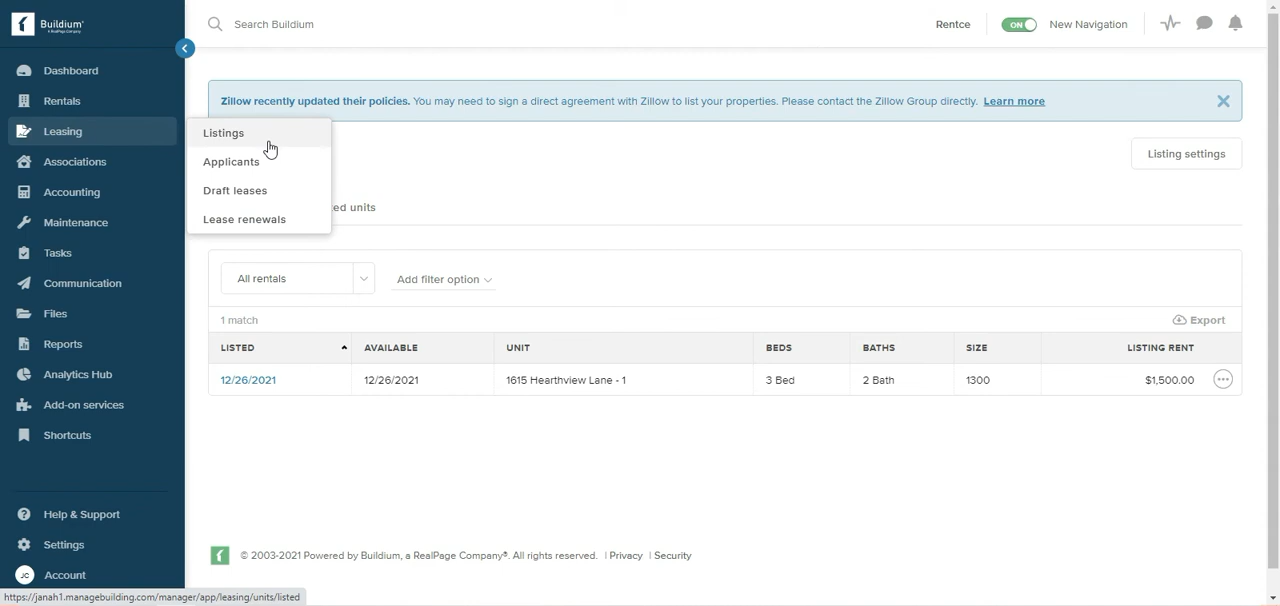 Buildium®
A RealPage Company
Search Buildium
Rentce
ON
New Navigation
Dashboard
Rentals
Leasing
Associations
Accounting
Maintenance
Tasks
Communication
Files
Reports
Analytics Hub
Add-on services
Shortcuts
Help & Support
Settings
JC
Account
Zillow recently updated their policies. You may need to sign a direct agreement with Zillow to list your properties. Please contact the Zillow Group directly. Learn more
Listings
Applicants
Draft leases
Lease renewals
Listing settings
ed units
All rentals
Add filter option
1 match
Export
LISTED AVAILABLE UNIT BEDS BATHS SIZE LISTING RENT
12/26/2021 12/26/2021 1615 Hearthview Lane - 1 3 Bed 2 Bath 1300 $1,500.00
© 2003-2021 Powered by Buildium, a RealPage Company®. All rights reserved. | Privacy | Security
https://janah1.managebuilding.com/manager/app/leasing/units/listed